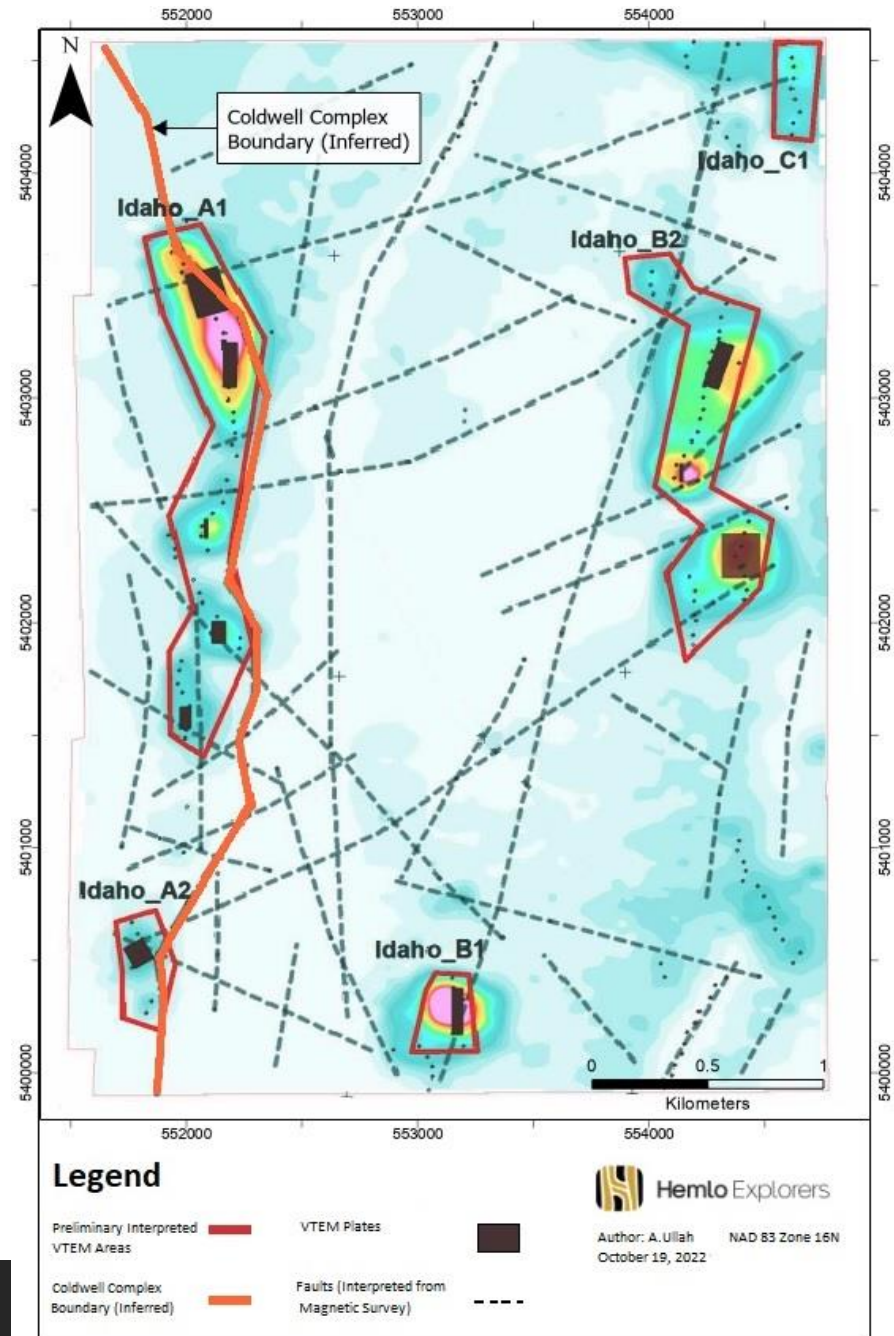 552000 553000 554000
N
Coldwell Complex
Boundary (Inferred)
5404000 5404000
Idaho_C1
Idaho_A1
Idaho_B2
5403000 5403000
5402000 5402000
5401000 5401000
Idaho_A2
Idaho_B1
5400000 5400000
0 0.5 1
Kilometers
552000 553000 554000
Legend
Hemlo Explorers
Preliminary Interpreted
VTEM Areas
VTEM Plates
Author: A.Ullah NAD 83 Zone 16N
October 19, 2022
Coldwell Complex
Boundary (Inferred)
Faults (Interpreted from
Magnetic Survey)